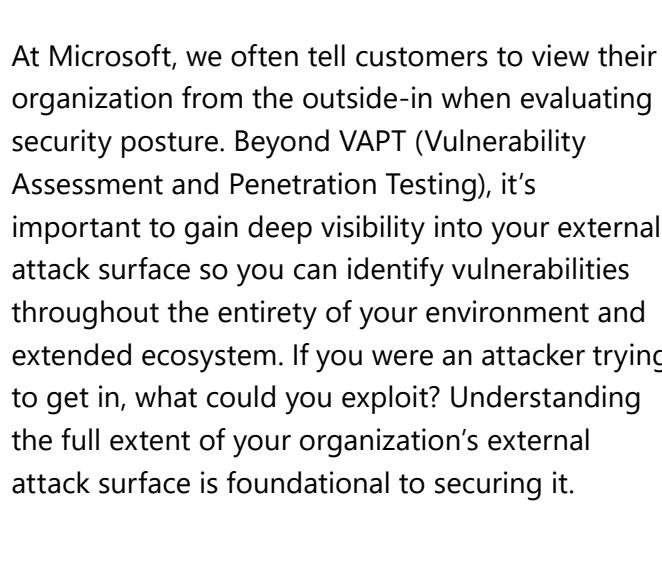 At Microsoft, we often tell customers to view their
organization from the outside-in when evaluating
security posture. Beyond VAPT (Vulnerability
Assessment and Penetration Testing), it’s
important to gain deep visibility into your external
attack surface so you can identify vulnerabilities
throughout the entirety of your environment and
extended ecosystem. If you were an attacker trying
to get in, what could you exploit? Understanding
the full extent of your organization’s external
attack surface is foundational to securing it.